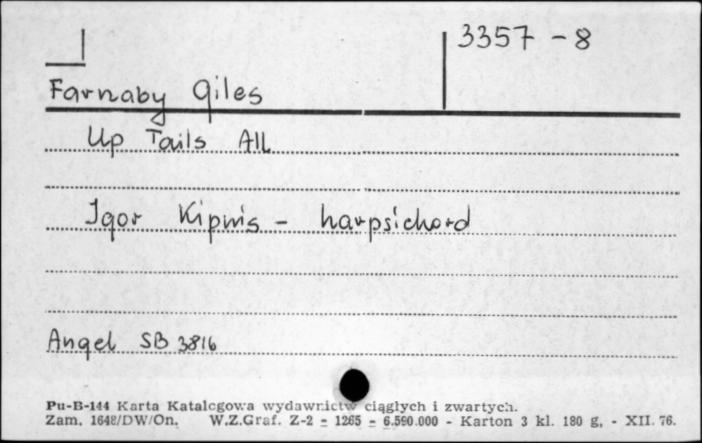 3357 - 8
Farnaby Giles
Up Tails All
Igor Kipnis - harpsichord
Angel SB 3816
Pu-B-144 Karta Katalogowa wydawnictw ciągłych i zwartych.
Zam. 1648/DW/On. W.Z.Graf. Z-2 - 1265 - 6.590.000 - Karton 3 kl. 180 g. - XII. 76.